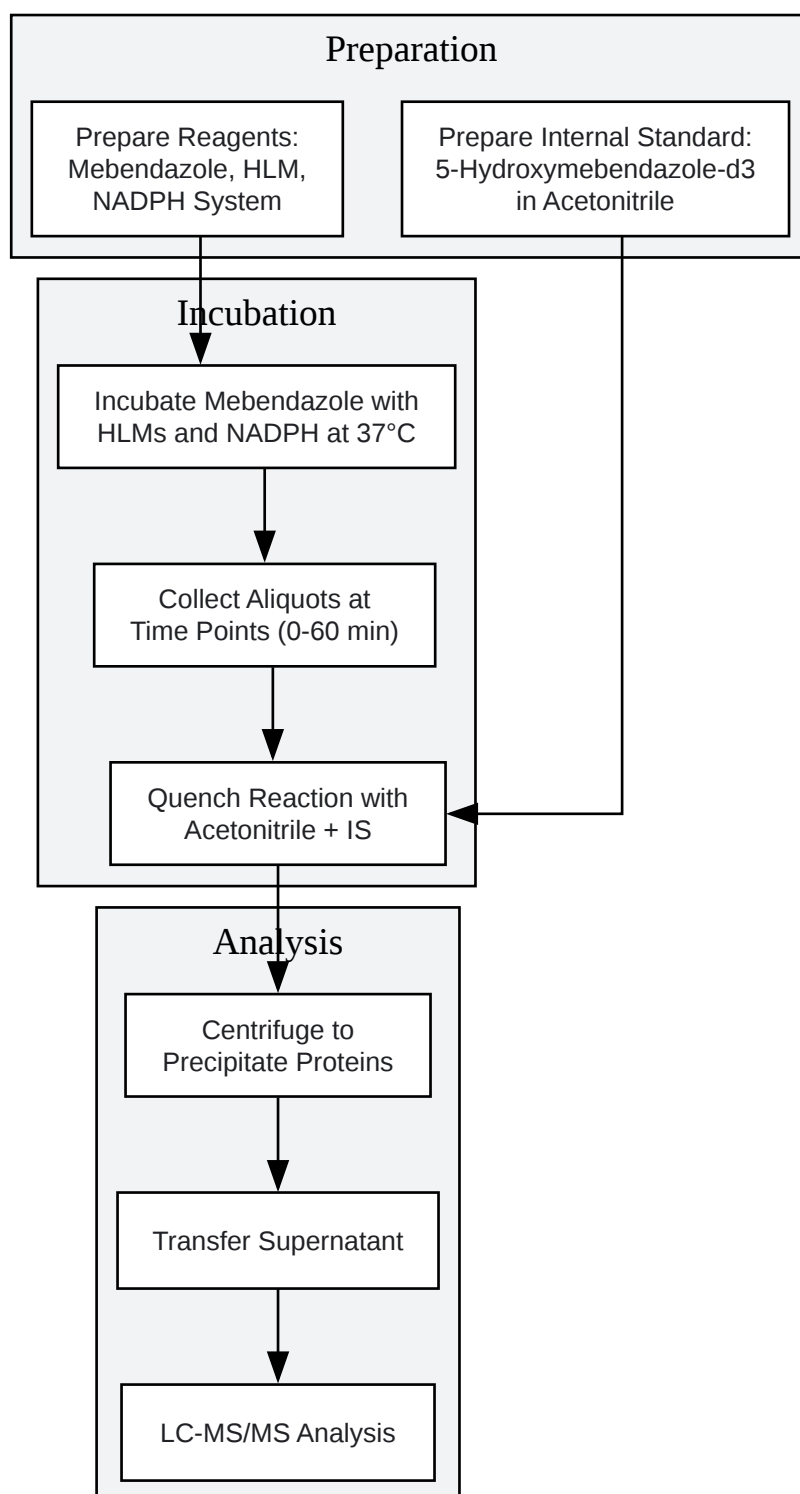 Preparation
Prepare Reagents:
Mebendazole, HLM,
NADPH System
Prepare Internal Standard:
5-Hydroxymebendazole-d3
in Acetonitrile
Incubation
Incubate Mebendazole with
HLMs and NADPH at 37°C
Collect Aliquots at
Time Points (0-60 min)
Quench Reaction with
Acetonitrile + IS
Analysis
Centrifuge to
Precipitate Proteins
Transfer Supernatant
LC-MS/MS Analysis